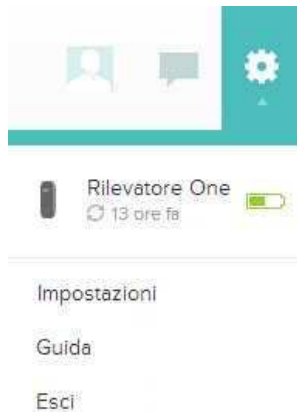 Rilevatore One
13 ore fa
Impostazioni
Guida
Esci